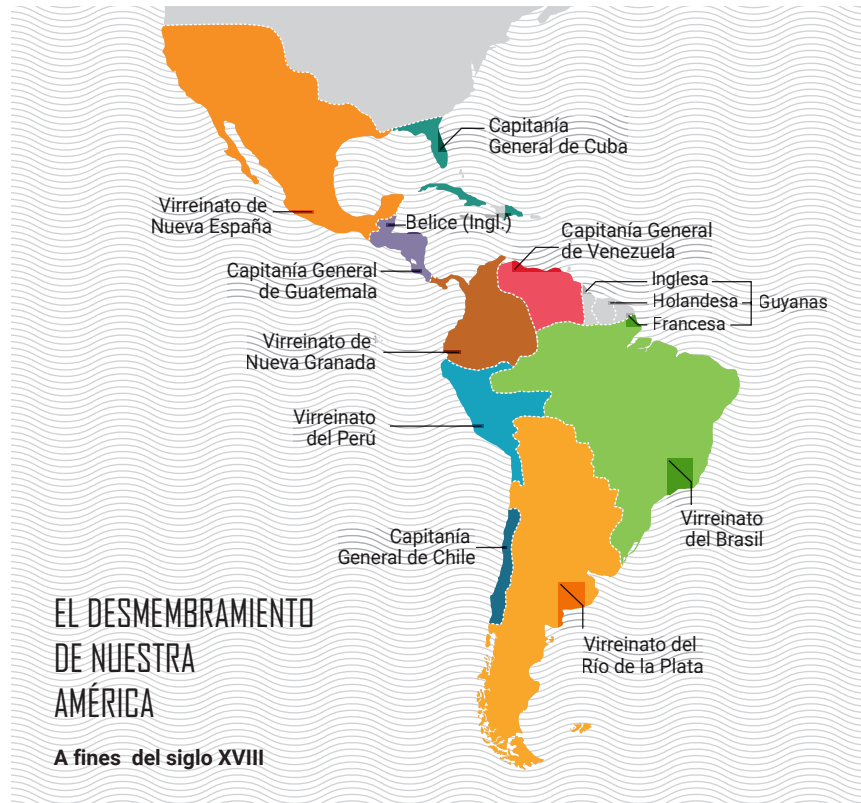 Capitanía
General de Cuba
Virreinato de
Nueva España
Belice (Ingl.)
Capitanía General
de Venezuela
Capitanía General
de Guatemala
Inglesa
Holandesa
Guyanas
Francesa
Virreinato de
Nueva Granada
Virreinato
del Perú
Virreinato
del Brasil
Capitanía
General de Chile
Virreinato del
Río de la Plata
EL DESMEMBRAMIENTO
DE NUESTRA
AMÉRICA
A fines del siglo XVIII